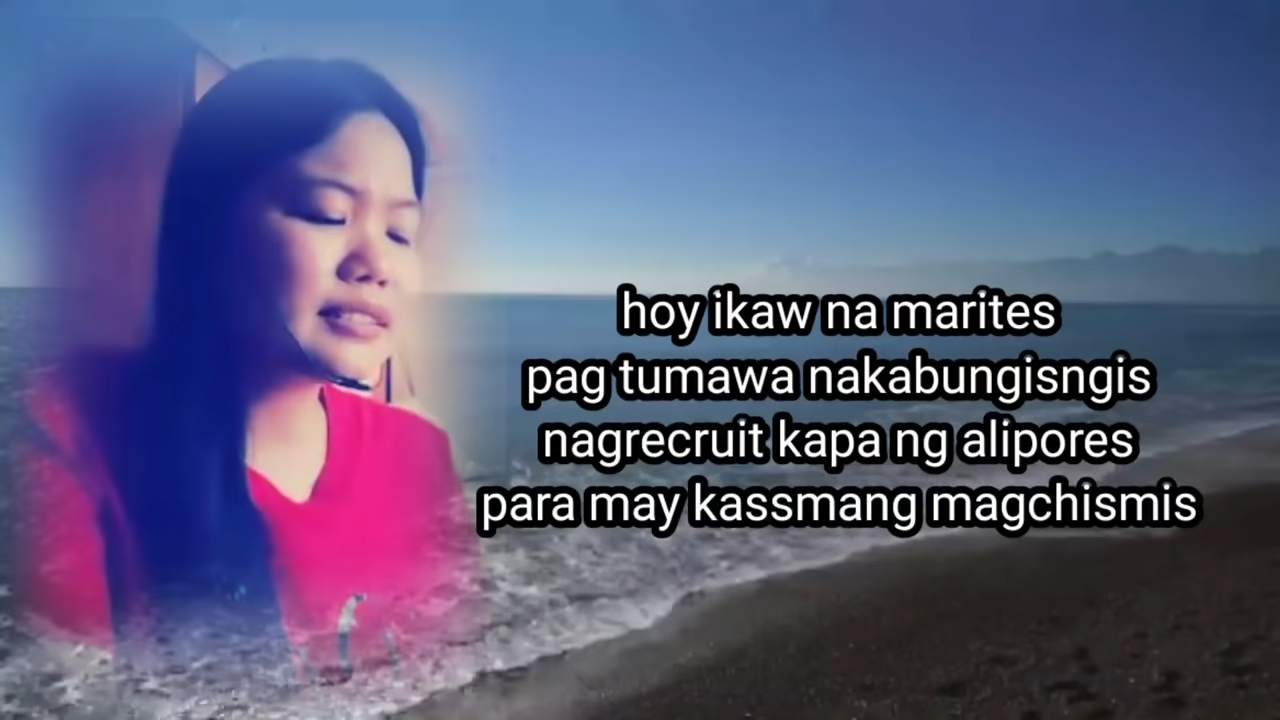 hoy ikaw na marites
pag tumawa nakabungisngis
nagrecruit kapa ng alipores
para may kassmang magchismis